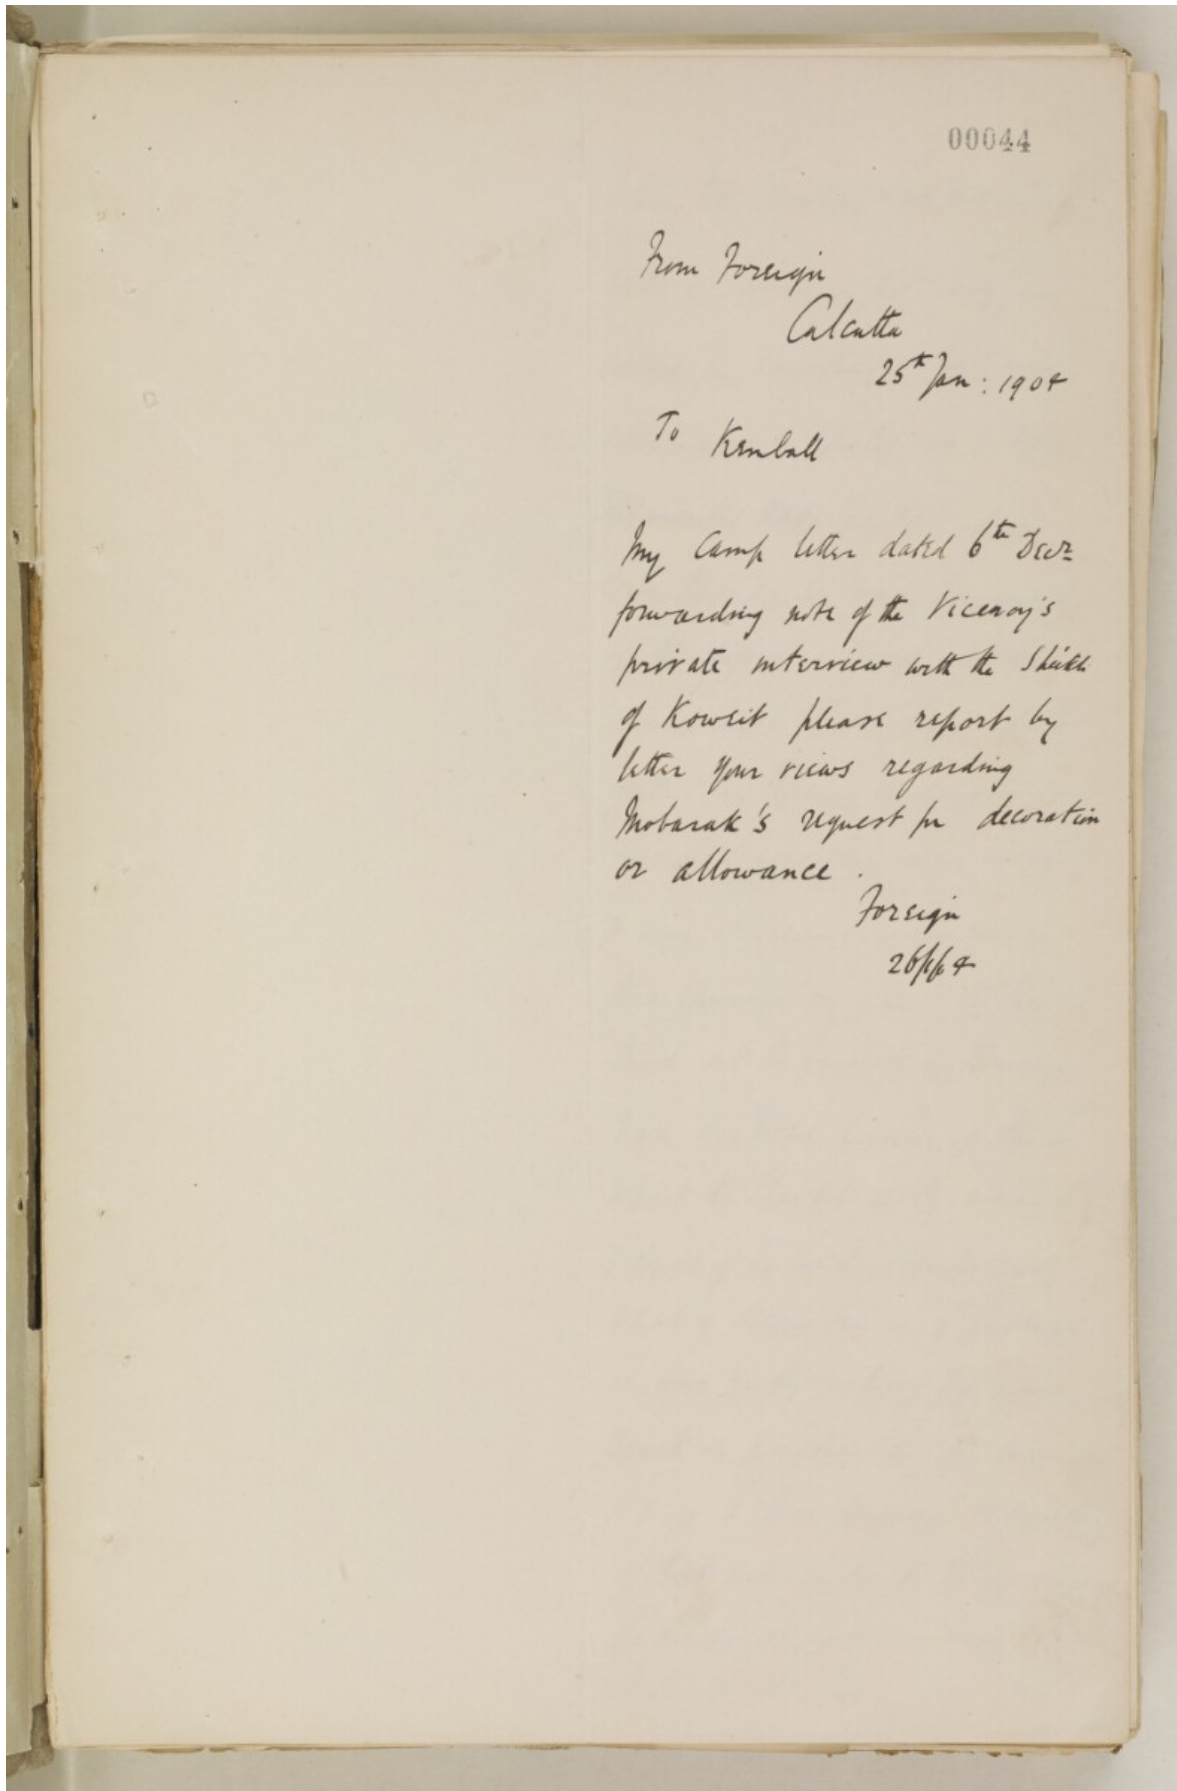 00044
From Foreign
Calcutta
25th Jan: 1904
To Kemball
My Camp letter dated 6th Decr
forwarding note of the Viceroy's
private interview with the Sheikh
of Koweit please report by
letter your views regarding
Mobarak's request for decoration
or allowance.
Foreign
26/1/04